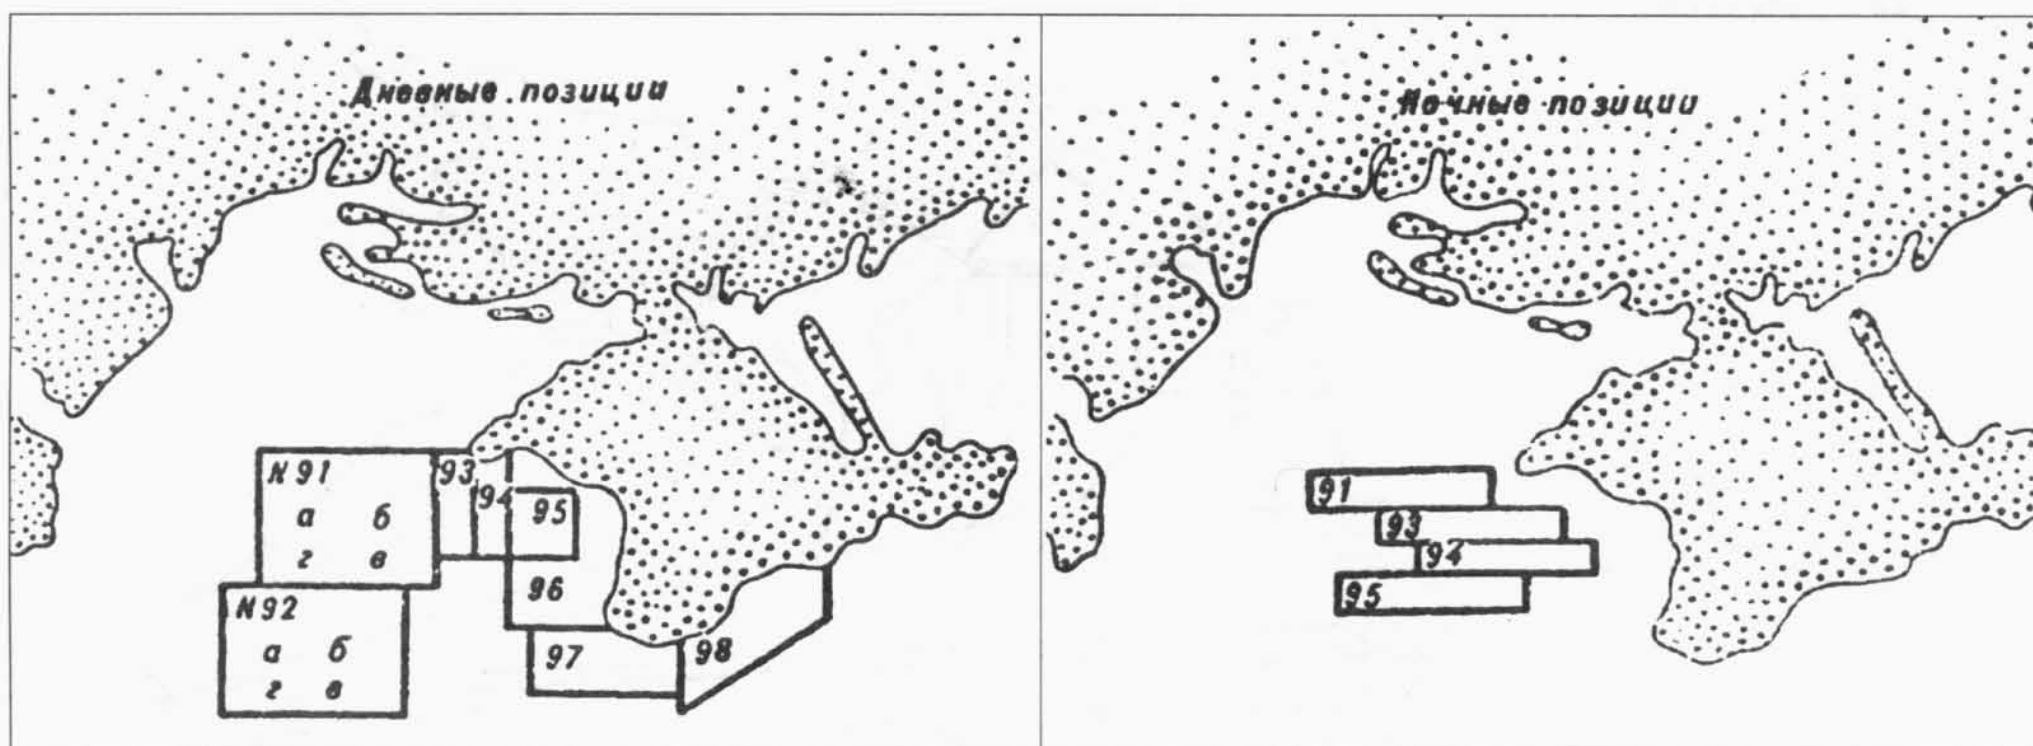 Дневные позиции
N 91
а б
г в
93
94
95
96
N 92
а б
г в
97
98
Ночные позиции
91
93
94
95